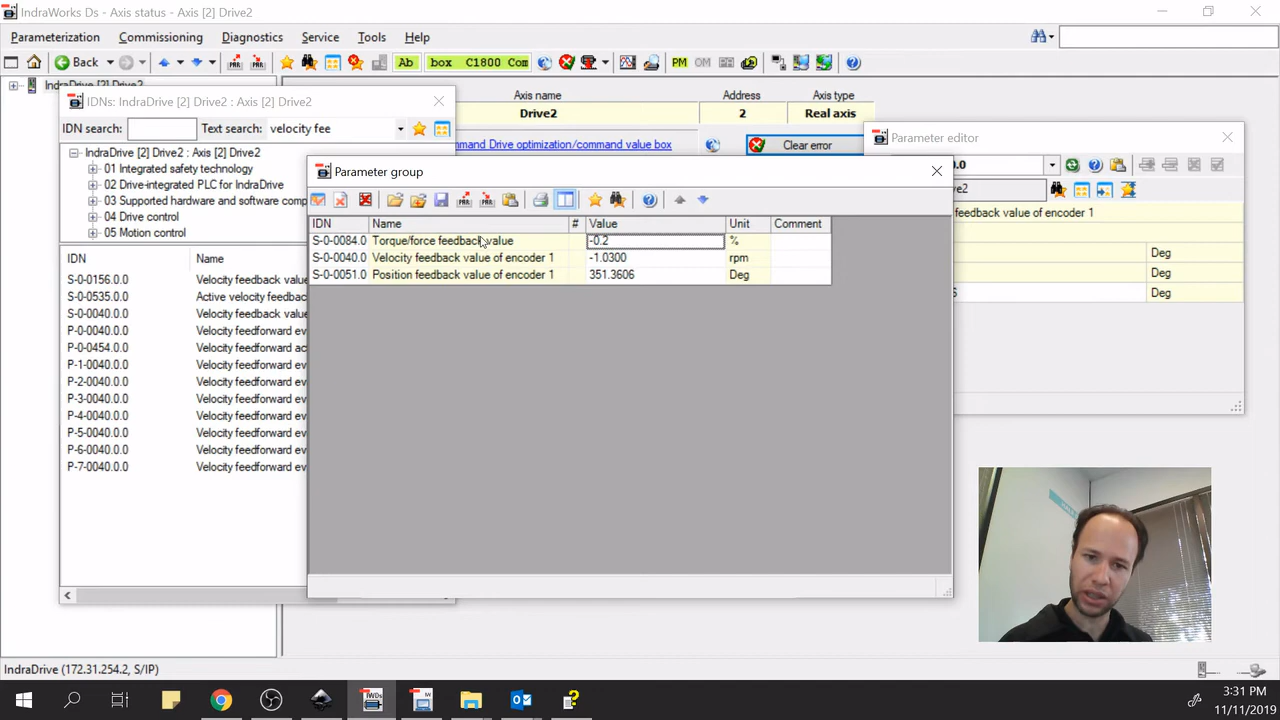 IndraWorks Ds - Axis status - Axis [2] Drive2
Parameterization Commissioning Diagnostics Service Tools Help
Back Ab box C1800 Com PM OM
IndraDrive [2] Drive2
Axis name Address Axis type
Drive2 2 Real axis
IDNs: IndraDrive [2] Drive2 : Axis [2] Drive2
IDN search: Text search: velocity fee
mmand Drive optimization/command value box
Clear error
Parameter editor
0.0
ve2
feedback value of encoder 1
Deg
Deg
6 Deg
IndraDrive [2] Drive2 : Axis [2] Drive2
01 Integrated safety technology
02 Drive-integrated PLC for IndraDrive
03 Supported hardware and software comp
04 Drive control
05 Motion control
IDN Name
S-0-0156.0 Velocity feedback value
S-0-0535.0 Active velocity feedback
S-0-0040.0 Velocity feedback value
P-0-0040.0.0 Velocity feedforward ev
P-0-0454.0.0 Velocity feedforward ac
P-1-0040.0.0 Velocity feedforward ev
P-2-0040.0.0 Velocity feedforward ev
P-3-0040.0.0 Velocity feedforward ev
P-4-0040.0.0 Velocity feedforward ev
P-5-0040.0.0 Velocity feedforward ev
P-6-0040.0.0 Velocity feedforward ev
P-7-0040.0.0 Velocity feedforward ev
Parameter group
IDN Name # Value Unit Comment
S-0-0084.0 Torque/force feedback value -0.2 %
S-0-0040.0 Velocity feedback value of encoder 1 -1.0300 rpm
S-0-0051.0 Position feedback value of encoder 1 351.3606 Deg
IndraDrive (172.31.254.2, S/IP)
3:31 PM
11/11/2019